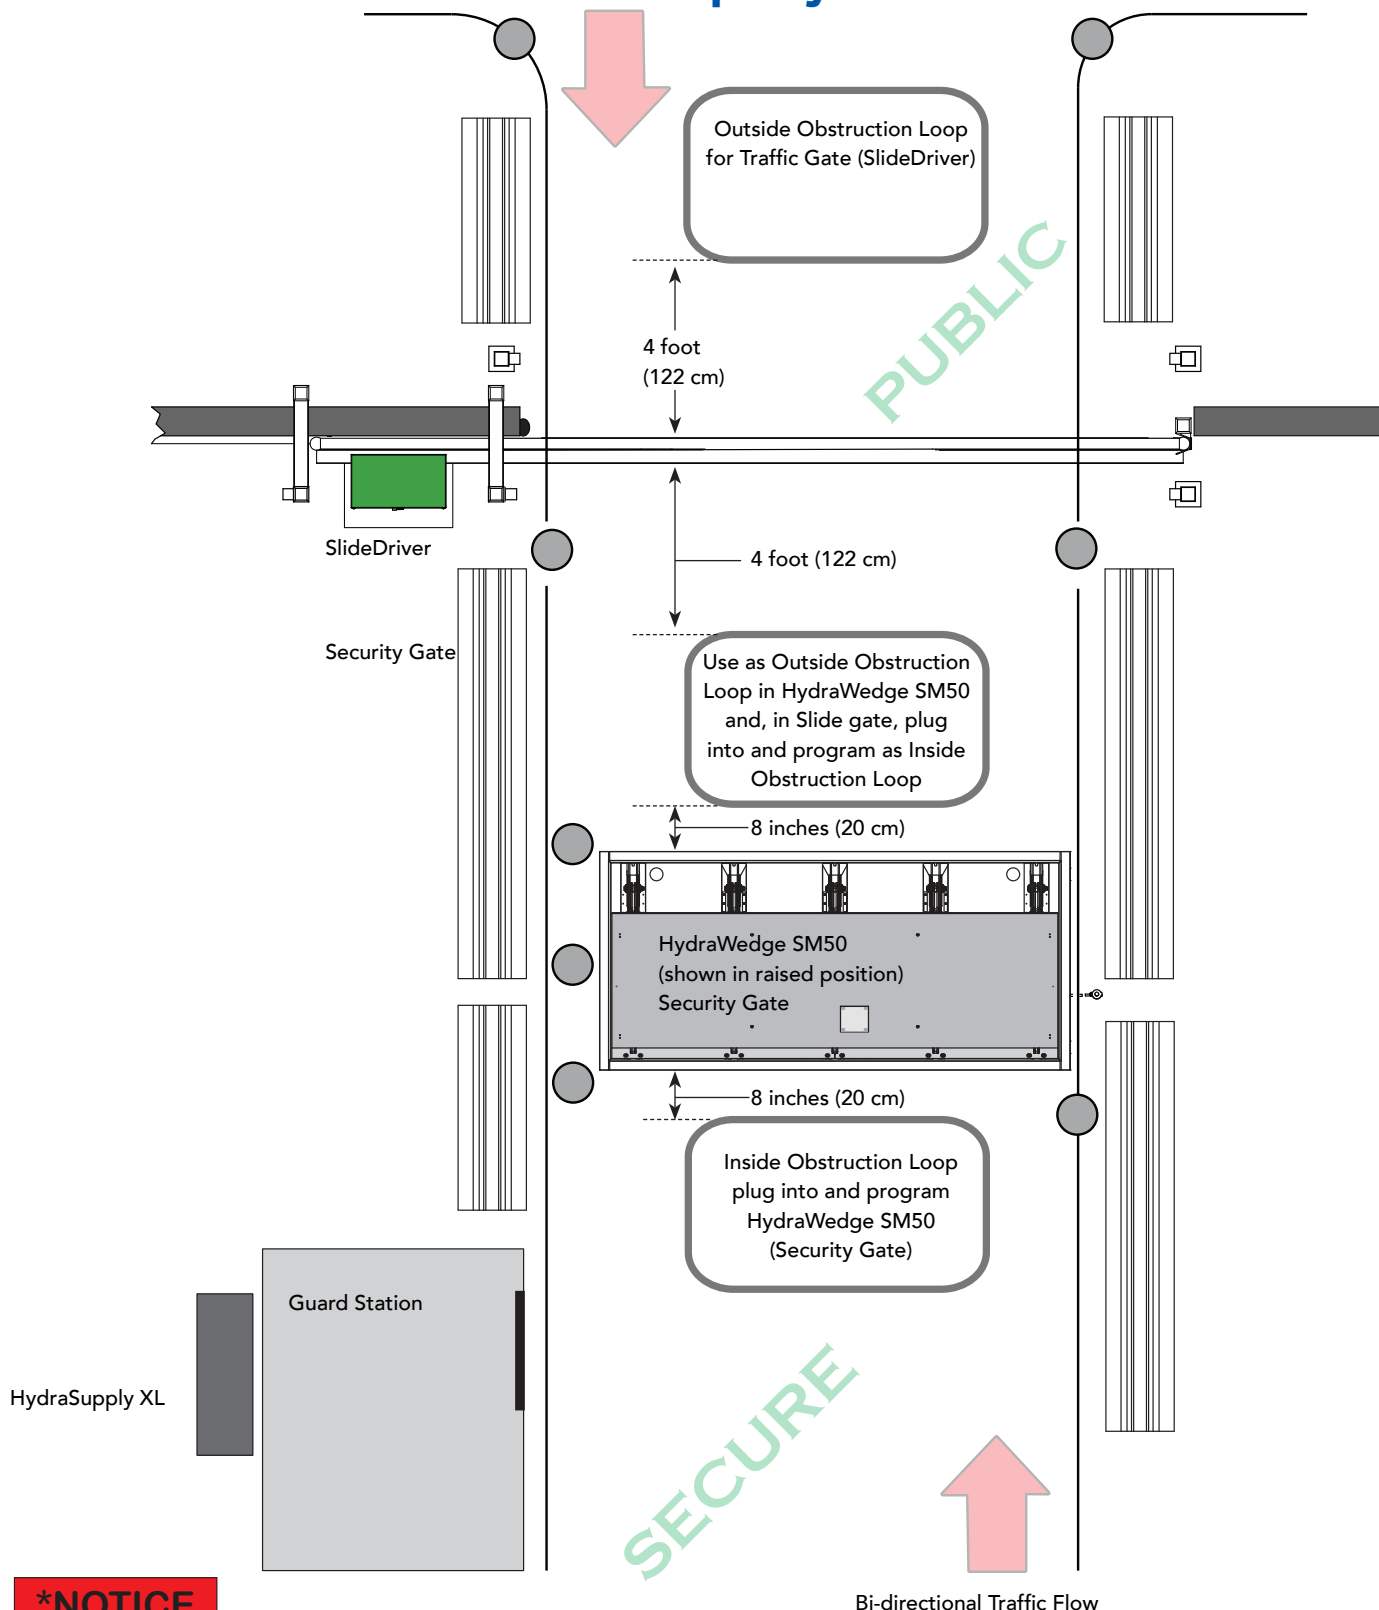 Outside Obstruction Loop
for Traffic Gate (SlideDriver)
PUBLIC
4 foot
(122 cm)
SlideDriver
4 foot (122 cm)
Security Gate
Use as Outside Obstruction
Loop in HydraWedge SM50
and, in Slide gate, plug
into and program as Inside
Obstruction Loop
8 inches (20 cm)
HydraWedge SM50
(shown in raised position)
Security Gate
8 inches (20 cm)
Inside Obstruction Loop
plug into and program
HydraWedge SM50
(Security Gate)
Guard Station
HydraSupply XL
SECURE
*NOTICE
Bi-directional Traffic Flow